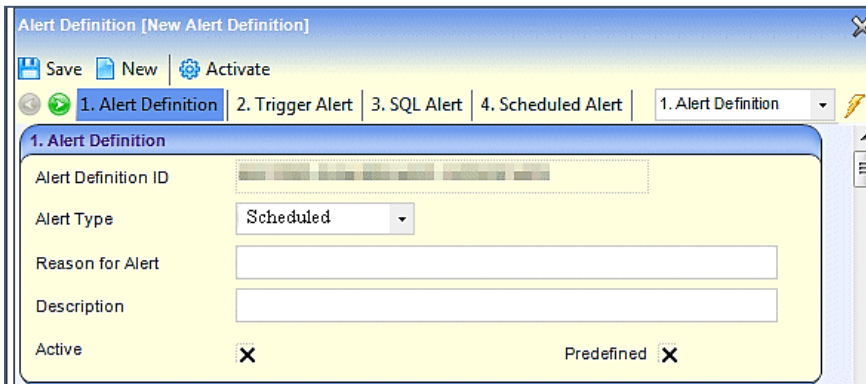 Alert Definition [New Alert Definition]
Save New Activate
1. Alert Definition 2. Trigger Alert 3. SQL Alert 4. Scheduled Alert 1. Alert Definition
1. Alert Definition
Alert Definition ID
Alert Type Scheduled
Reason for Alert
Description
Active Predefined